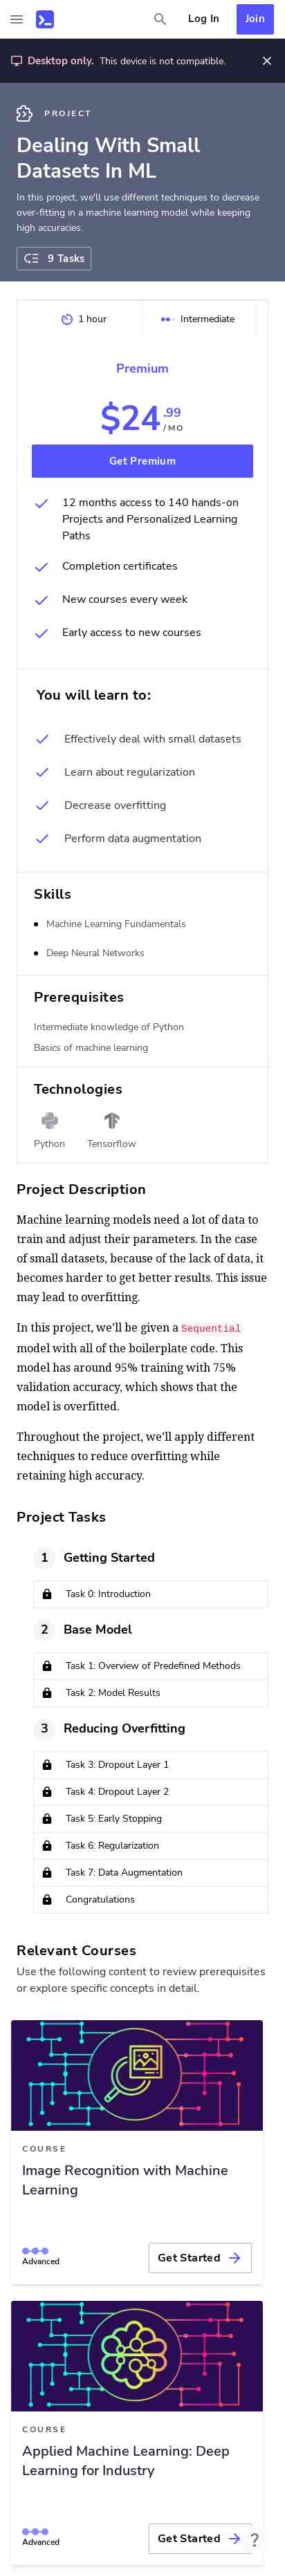 Log In
Join
Desktop only. This device is not compatible.
PROJECT
Dealing With Small
Datasets In ML
In this project, we'll use different techniques to decrease
over-fitting in a machine learning model while keeping
high accuracies.
9 Tasks
1 hour
Intermediate
Premium
$24.99
/MO
Get Premium
12 months access to 140 hands-on
Projects and Personalized Learning
Paths
Completion certificates
New courses every week
Early access to new courses
You will learn to:
Effectively deal with small datasets
Learn about regularization
Decrease overfitting
Perform data augmentation
Skills
Machine Learning Fundamentals
Deep Neural Networks
Prerequisites
Intermediate knowledge of Python
Basics of machine learning
Technologies
Python
Tensorflow
Project Description
Machine learning models need a lot of data to
train and adjust their parameters. In the case
of small datasets, because of the lack of data, it
becomes harder to get better results. This issue
may lead to overfitting.
In this project, we’ll be given a Sequential
model with all of the boilerplate code. This
model has around 95% training with 75%
validation accuracy, which shows that the
model is overfitted.
Throughout the project, we’ll apply different
techniques to reduce overfitting while
retaining high accuracy.
Project Tasks
1 Getting Started
Task 0: Introduction
2 Base Model
Task 1: Overview of Predefined Methods
Task 2: Model Results
3 Reducing Overfitting
Task 3: Dropout Layer 1
Task 4: Dropout Layer 2
Task 5: Early Stopping
Task 6: Regularization
Task 7: Data Augmentation
Congratulations
Relevant Courses
Use the following content to review prerequisites
or explore specific concepts in detail.
COURSE
Image Recognition with Machine
Learning
Advanced
Get Started
COURSE
Applied Machine Learning: Deep
Learning for Industry
Advanced
Get Started
?